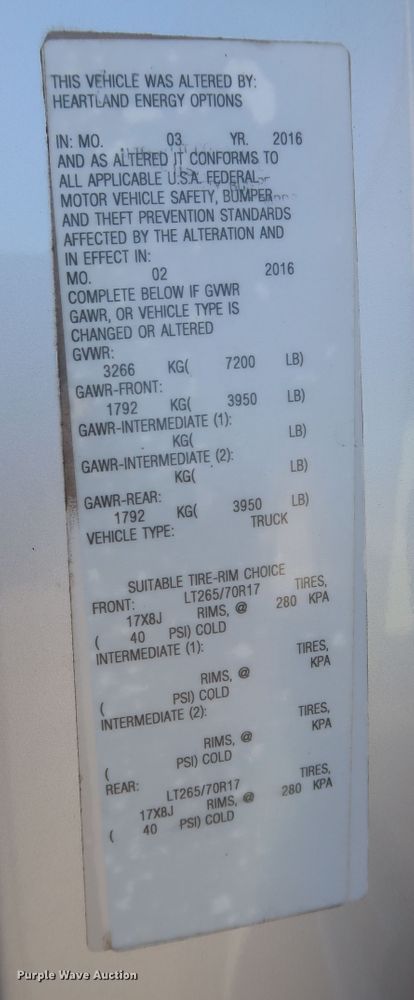 THIS VEHICLE WAS ALTERED BY:
HEARTLAND ENERGY OPTIONS
IN: MO. 03 YR. 2016
AND AS ALTERED IT CONFORMS TO
ALL APPLICABLE U.S.A. FEDERAL
MOTOR VEHICLE SAFETY, BUMPER
AND THEFT PREVENTION STANDARDS
AFFECTED BY THE ALTERATION AND
IN EFFECT IN:
MO. 02 2016
COMPLETE BELOW IF GVWR
GAWR, OR VEHICLE TYPE IS
CHANGED OR ALTERED
GVWR:
3266 KG( 7200 LB)
GAWR-FRONT:
1792 KG( 3950 LB)
GAWR-INTERMEDIATE (1):
KG( LB)
GAWR-INTERMEDIATE (2):
KG( LB)
GAWR-REAR:
1792 KG( 3950 LB)
VEHICLE TYPE: TRUCK
SUITABLE TIRE-RIM CHOICE
FRONT: LT265/70R17 TIRES,
17X8J RIMS, @ 280 KPA
( 40 PSI) COLD
INTERMEDIATE (1): TIRES,
RIMS, @ KPA
( PSI) COLD
INTERMEDIATE (2): TIRES,
RIMS, @ KPA
( PSI) COLD
REAR: LT265/70R17 TIRES,
17X8J RIMS, @ 280 KPA
( 40 PSI) COLD
Purple Wave Auction